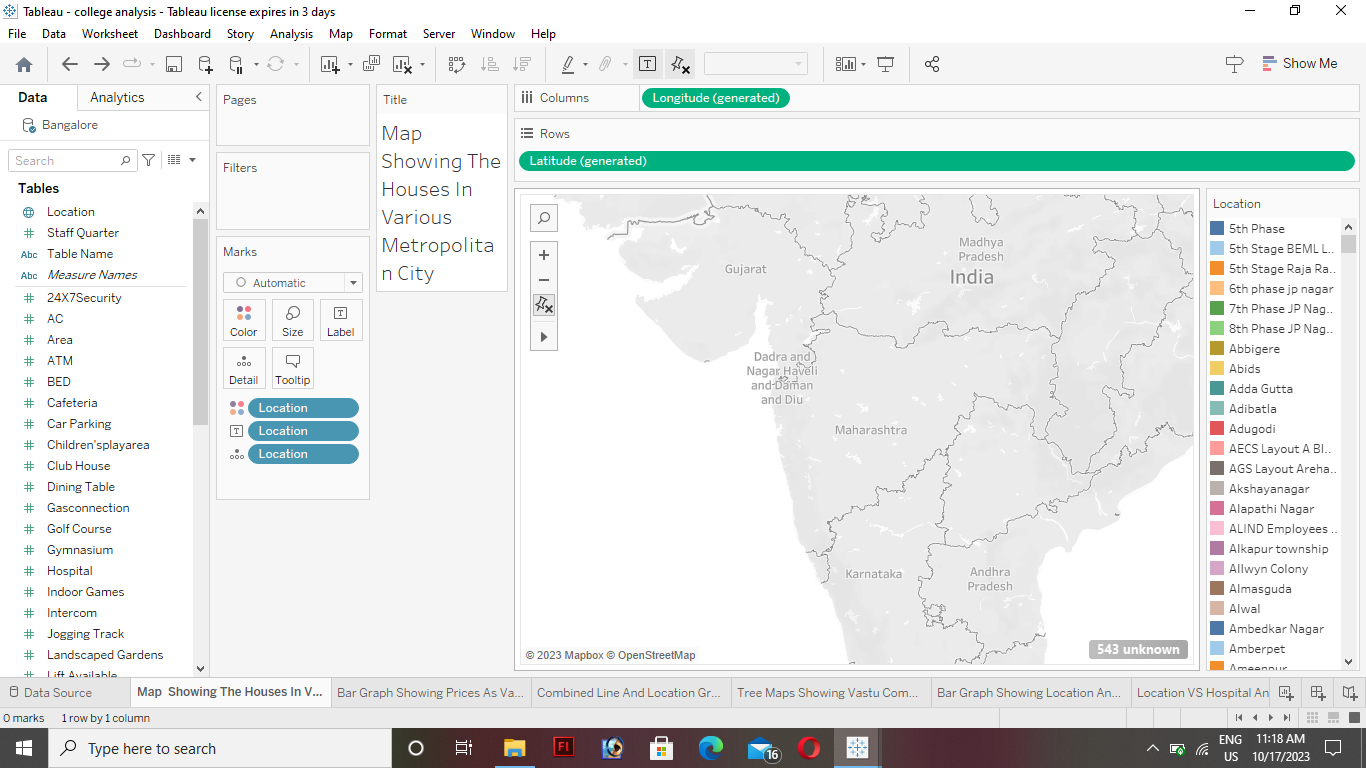 Tableau - college analysis - Tableau license expires in 3 days
File Data Worksheet Dashboard Story Analysis Map Format Server Window Help
Show Me
Data Analytics
Bangalore
Search
Tables
Location
Staff Quarter
Abc Table Name
Abc Measure Names
24X7Security
AC
Area
ATM
BED
Cafeteria
Car Parking
Children'splayarea
Club House
Dining Table
Gasconnection
Golf Course
Gymnasium
Hospital
Indoor Games
Intercom
Jogging Track
Landscaped Gardens
Lift Available
Pages
Filters
Marks
Automatic
Color Size Label
Detail Tooltip
Location
Location
Location
Title
Map
Showing The
Houses In
Various
Metropolita
n City
Columns Longitude (generated)
Rows
Latitude (generated)
Madhya
Pradesh
India
Gujarat
Dadra and
Nagar Haveli
and Daman
and Diu
Maharashtra
Karnataka
Andhra
Pradesh
© 2023 Mapbox © OpenStreetMap
543 unknown
Location
5th Phase
5th Stage BEML L..
5th Stage Raja Ra..
6th phase jp nagar
7th Phase JP Nag..
8th Phase JP Nag..
Abbigere
Abids
Adda Gutta
Adibatla
Adugodi
AECS Layout A Bl..
AGS Layout Areha..
Akshayanagar
Alapathi Nagar
ALIND Employees ..
Alkapur township
Allwyn Colony
Almasguda
Alwal
Ambedkar Nagar
Amberpet
Ameenpur
Data Source Map  Showing The Houses In V... Bar Graph Showing Prices As Va... Combined Line And Location Gr... Tree Maps Showing Vastu Com... Bar Graph Showing Location An... Location VS Hospital An
0 marks 1 row by 1 column
Type here to search
Fl
16
ENG
US
11:18 AM
10/17/2023